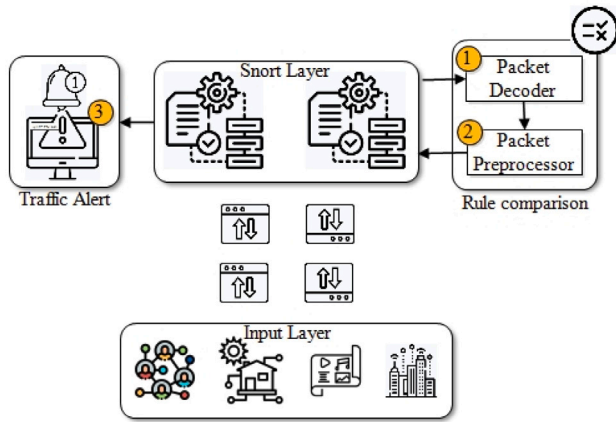 Snort Layer
1
Packet
Decoder
2
Packet
Preprocessor
Rule comparison
1
3
Traffic Alert
Input Layer